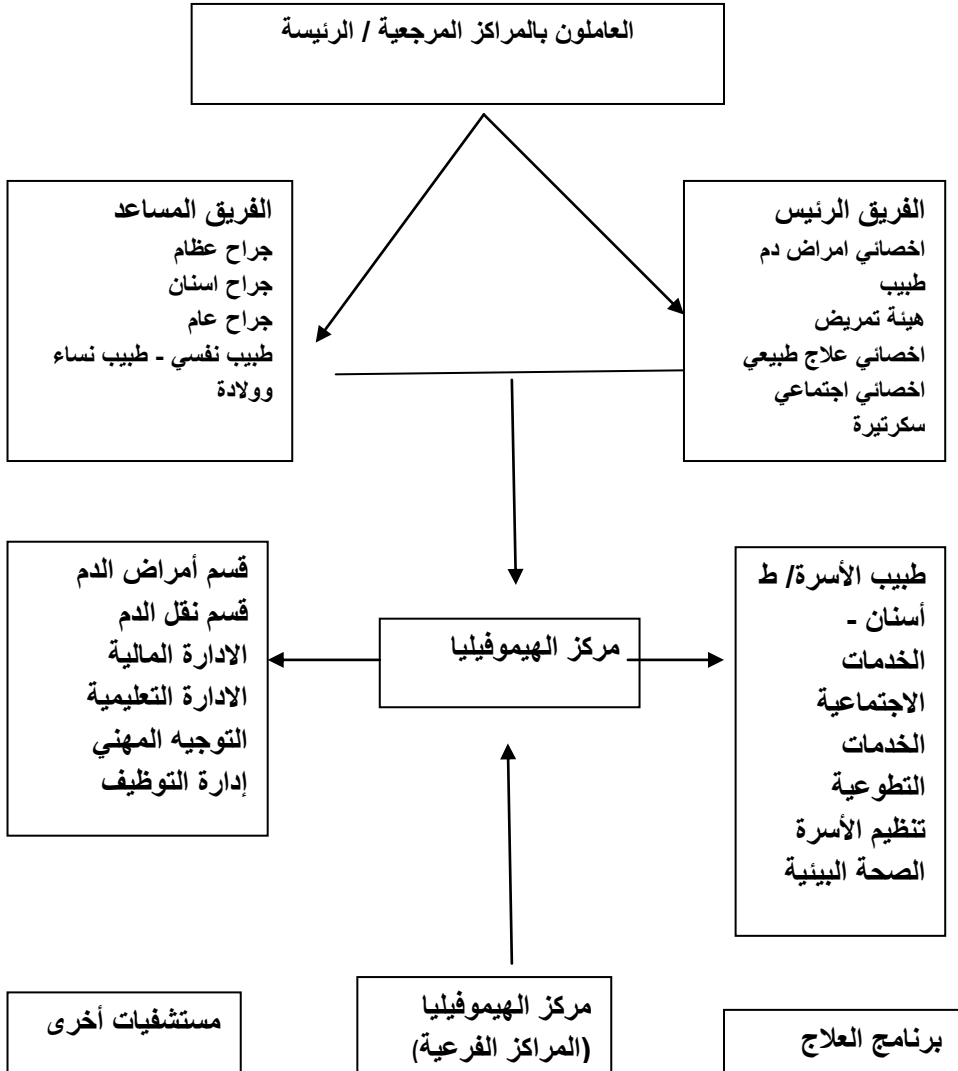 العاملون بالمراكز المرجعية / الرئيسة
الفريق الرئيس
اخصائي امراض دم
طبيب
هيئة تمريض
اخصائي علاج طبيعي
اخصائي اجتماعي
سكرتيرة
الفريق المساعد
جراح عظام
جراح اسنان
جراح عام
طبيب نفسي - طبيب نساء
وولادة
طبيب الأسرة/ ط
أسنان -
الخدمات
الاجتماعية
الخدمات
التطوعية
تنظيم الأسرة
الصحة البيئية
مركز الهيموفيليا
قسم أمراض الدم
قسم نقل الدم
الادارة المالية
الادارة التعليمية
التوجيه المهني
إدارة التوظيف
برنامج العلاج
مركز الهيموفيليا
(المراكز الفرعية)
مستشفيات أخرى